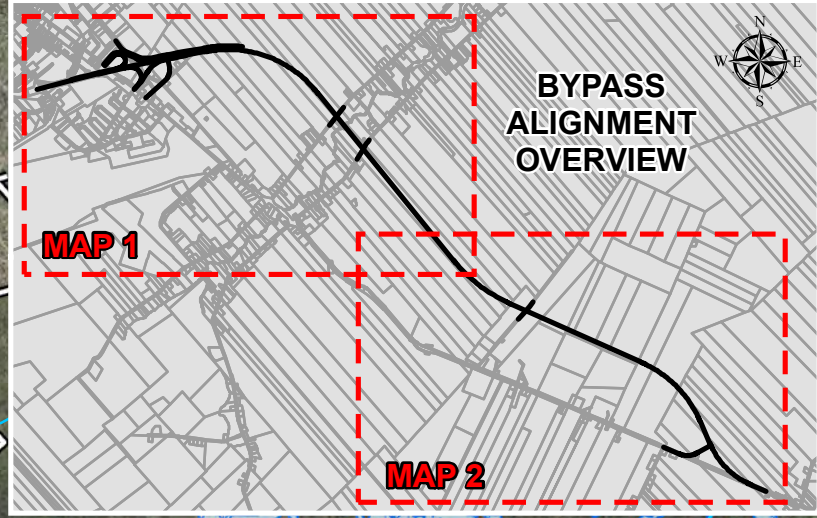 N
W E
S
BYPASS
ALIGNMENT
OVERVIEW
MAP 1
MAP 2